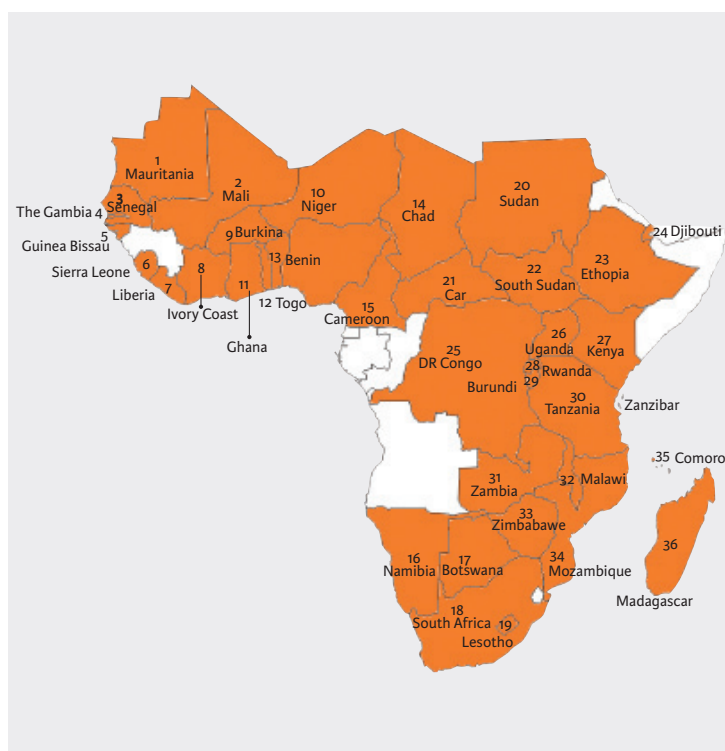 1
Mauritania
2
Mali
10
Niger
14
Chad
20
Sudan
3
Senegal
The Gambia 4
5
Guinea Bissau
9 Burkina
24 Djibouti
13 Benin
23
Ethiopia
Sierra Leone 6
8
22
South Sudan
7
Liberia
11
21
Car
Ivory Coast
12 Togo
15
Cameroon
Ghana
26
Uganda
27
Kenya
25
DR Congo
28 Rwanda
Burundi 29
30
Tanzania
Zanzibar
35 Comoro
31
Zambia
32 Malawi
33
Zimbabwe
36
16
Namibia
17
Botswana
34
Mozambique
Madagascar
18
South Africa
19
Lesotho